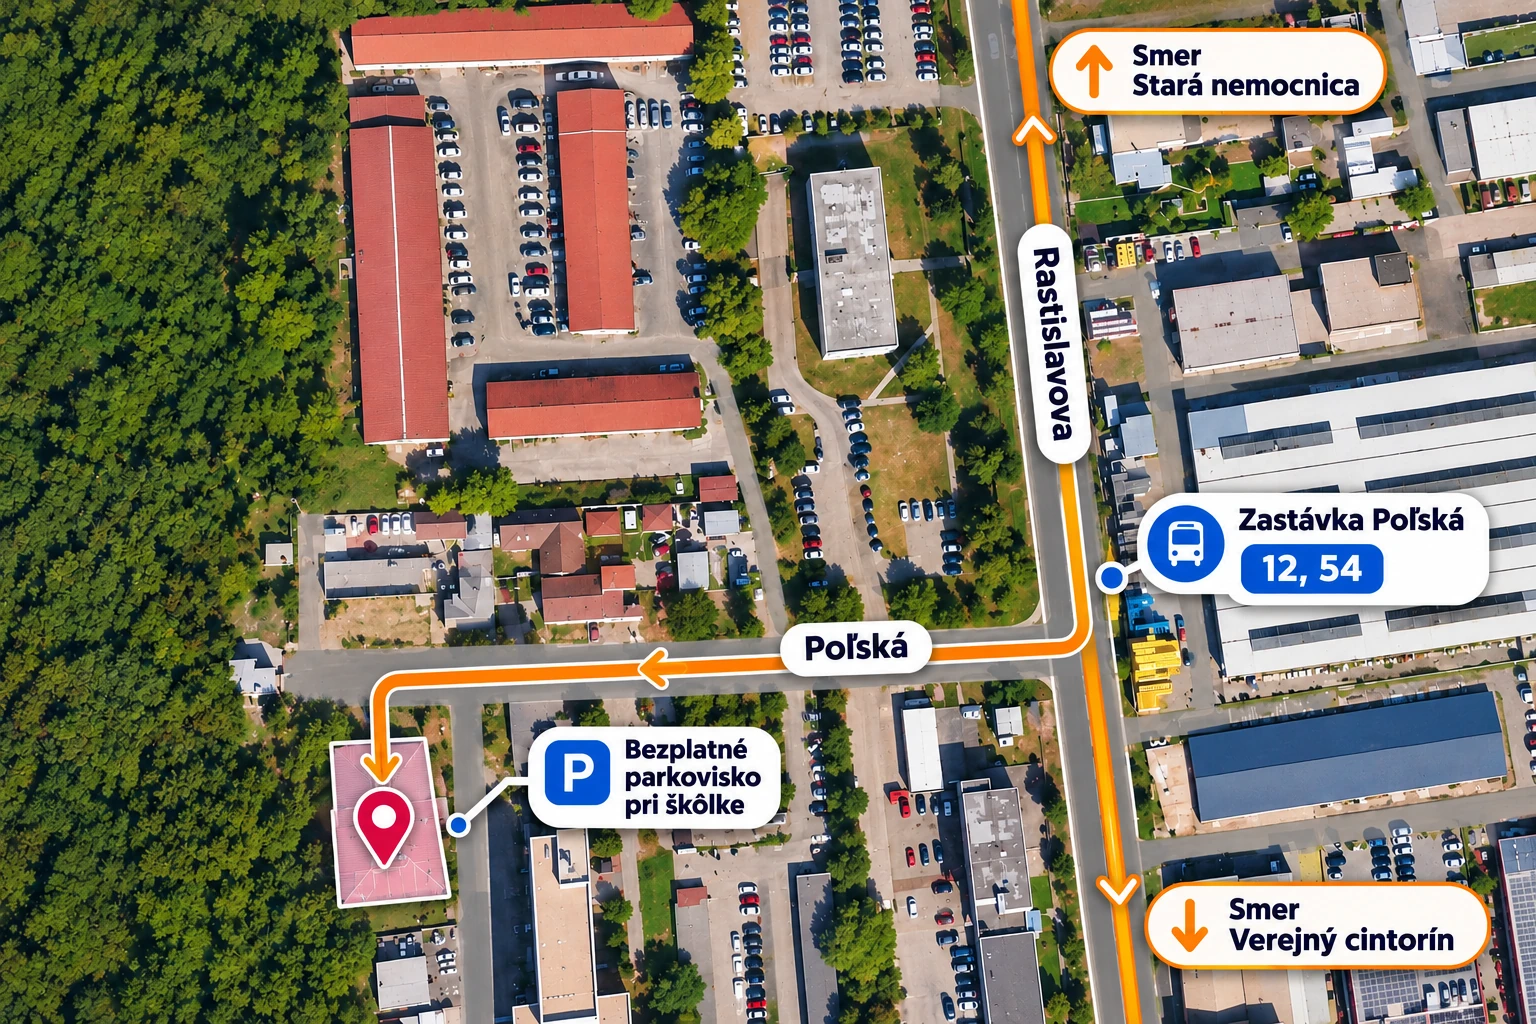 Smer
Stará nemocnica
Rastislavova
Zastávka Poľská
12, 54
Poľská
P
Bezplatné
parkovisko
pri škôlke
Smer
Verejný cintorín